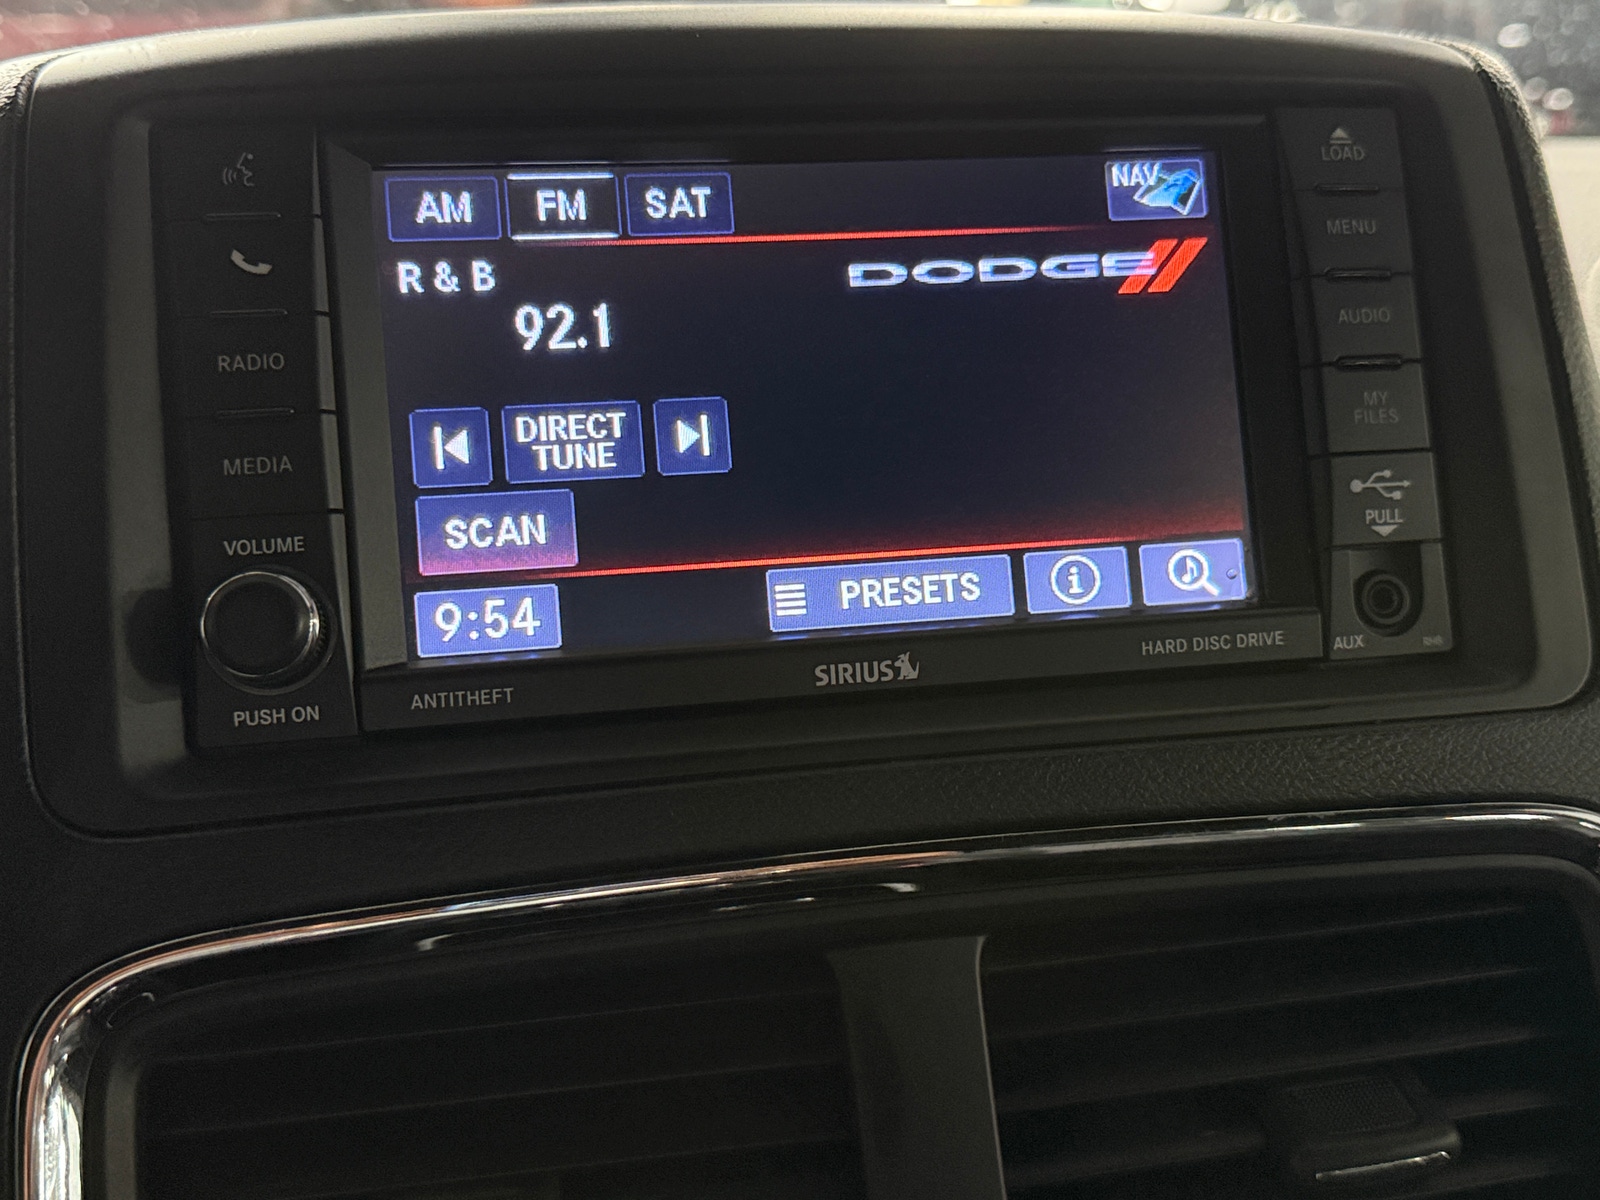 AM FM SAT NAV
R & B DODGE
92.1
DIRECT
TUNE
SCAN
9:54 PRESETS i
RADIO
MEDIA
VOLUME
PUSH ON
ANTITHEFT
SIRIUS
HARD DISC DRIVE
LOAD
MENU
AUDIO
MY
FILES
PULL
AUX